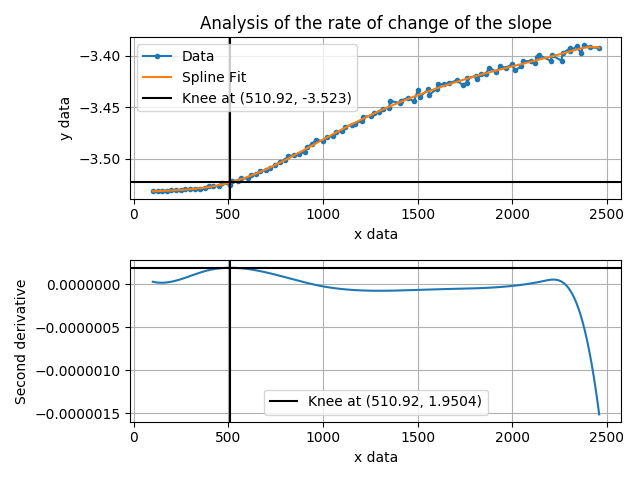 Analysis of the rate of change of the slope
y data
−3.40
−3.45
−3.50
Data
Spline Fit
Knee at (510.92, -3.523)
0
500
1000
1500
2000
2500
x data
Second derivative
0.0000000
−0.0000005
−0.0000010
−0.0000015
Knee at (510.92, 1.9504)
0
500
1000
1500
2000
2500
x data